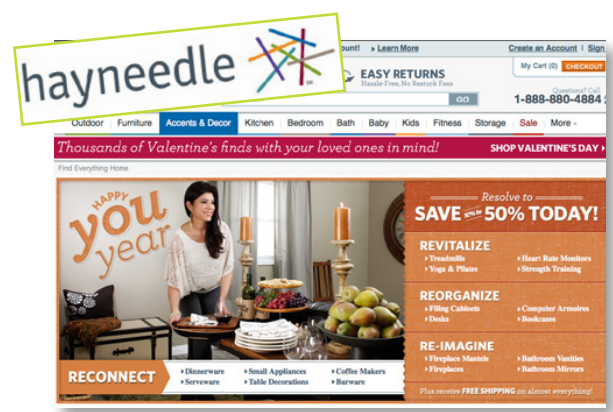 hayneedle
ount! Learn More
Create an Account | Sign
EASY RETURNS
Hassle-Free, No Restock Fees
My Cart (0) CHECKOUT
GO
Questions? Call
1-888-880-4884
Outdoor Furniture Accents & Decor Kitchen Bedroom Bath Baby Kids Fitness Storage Sale More
Thousands of Valentine's finds with your loved ones in mind! SHOP VALENTINE'S DAY
Find Everything Home
HAPPY
you
year
Resolve to
SAVE 10% to 50% TODAY!
REVITALIZE
Treadmills Heart Rate Monitors
Yoga & Pilates Strength Training
REORGANIZE
Filing Cabinets Computer Armoires
Desks Bookcases
RE-IMAGINE
Fireplace Mantels Bathroom Vanities
Fireplaces Bathroom Mirrors
RECONNECT
Dinnerware Small Appliances Coffee Makers
Serveware Table Decorations Barware
Plus receive FREE SHIPPING on almost everything!